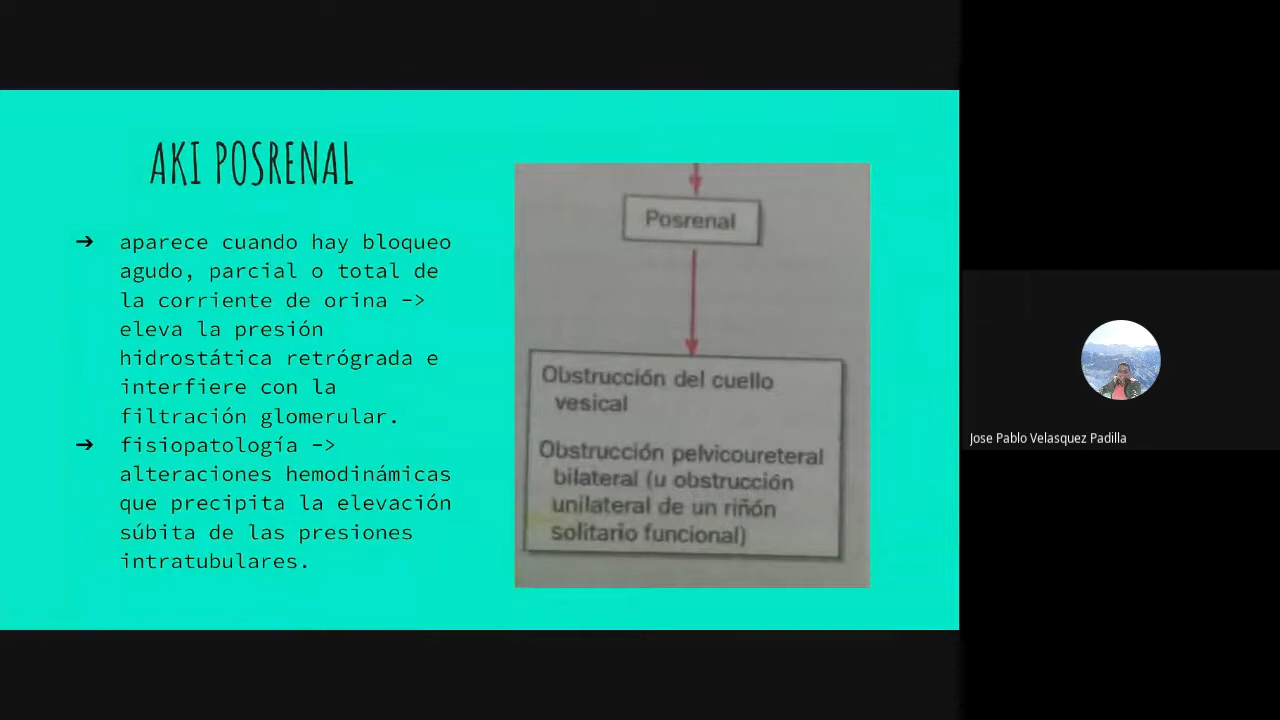 AKI POSRENAL
➔ aparece cuando hay bloqueo
agudo, parcial o total de
la corriente de orina ->
eleva la presión
hidrostática retrógrada e
interfiere con la
filtración glomerular.
➔ fisiopatología ->
alteraciones hemodinámicas
que precipita la elevación
súbita de las presiones
intratubulares.
Posrenal
Obstrucción del cuello
vesical
Obstrucción pelvicoureteral
bilateral (u obstrucción
unilateral de un riñón
solitario funcional)
Jose Pablo Velasquez Padilla